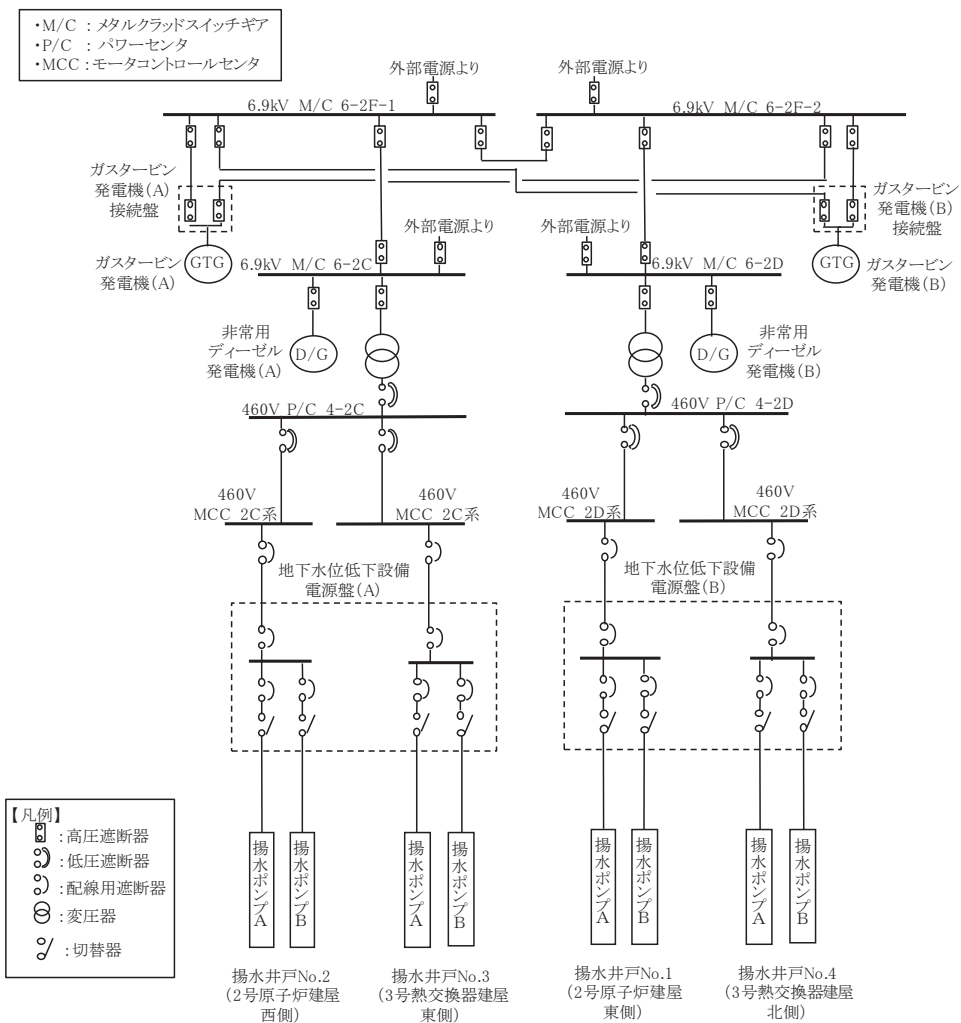 ・M/C ：メタルクラッドスイッチギア
・P/C ：パワーセンタ
・MCC：モータコントロールセンタ
外部電源より
外部電源より
6.9kV M/C 6-2F-1
6.9kV M/C 6-2F-2
ガスタービン
発電機(A)
接続盤
ガスタービン
発電機(B)
接続盤
外部電源より
外部電源より
ガスタービン
発電機(A)
GTG
6.9kV M/C 6-2C
6.9kV M/C 6-2D
GTG
ガスタービン
発電機(B)
非常用
ディーゼル
発電機(A)
D/G
D/G
非常用
ディーゼル
発電機(B)
460V P/C 4-2C
460V P/C 4-2D
460V
MCC 2C系
460V
MCC 2C系
460V
MCC 2D系
460V
MCC 2D系
地下水位低下設備
電源盤(A)
地下水位低下設備
電源盤(B)
【凡例】
：高圧遮断器
：低圧遮断器
：配線用遮断器
：変圧器
：切替器
揚水ポンプA
揚水ポンプB
揚水ポンプA
揚水ポンプB
揚水ポンプA
揚水ポンプB
揚水ポンプA
揚水ポンプB
揚水井戸No.2
(2号原子炉建屋
西側)
揚水井戸No.3
(3号熱交換器建屋
東側)
揚水井戸No.1
(2号原子炉建屋
東側)
揚水井戸No.4
(3号熱交換器建屋
北側)